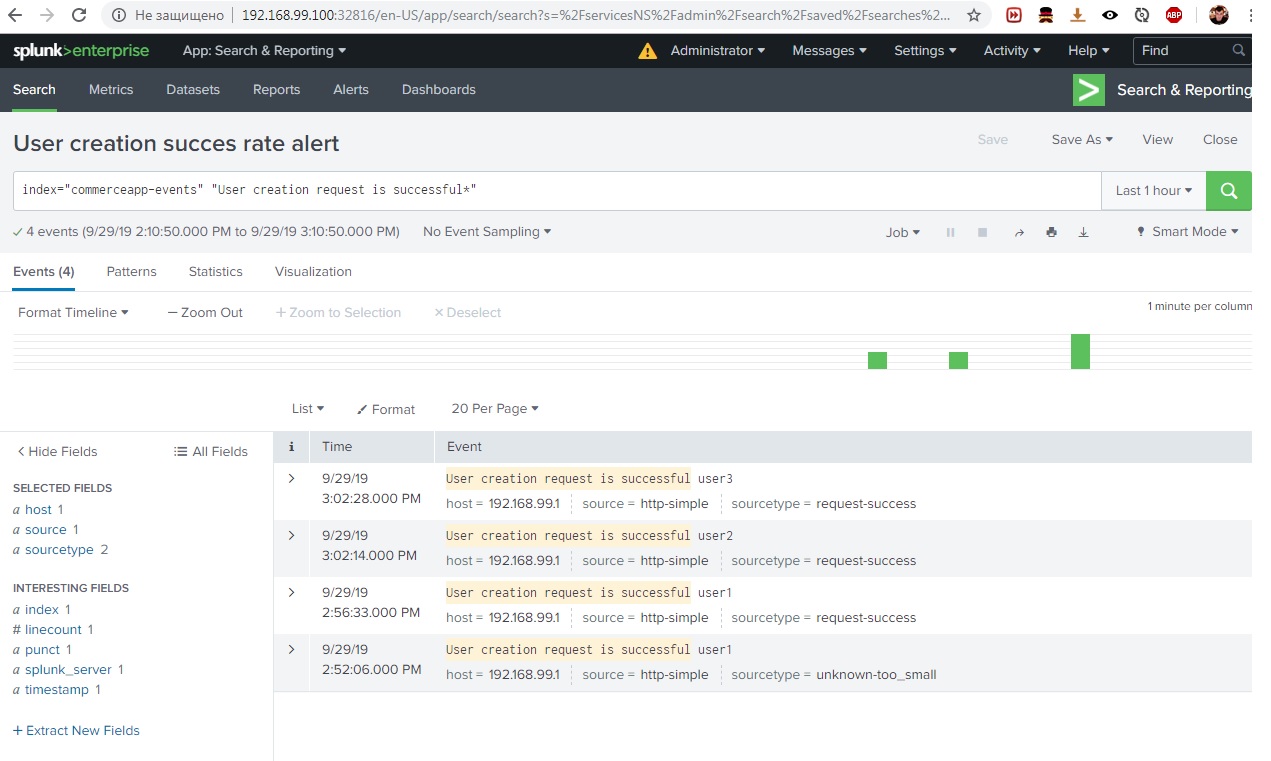 Не защищено 192.168.99.100:32816/en-US/app/search/search?s=%2FservicesNS%2Fadmin%2Fsearch%2Fsaved%2Fsearches%2... ABP
splunk>enterprise App: Search & Reporting Administrator Messages Settings Activity Help Find
Search Metrics Datasets Reports Alerts Dashboards > Search & Reporting
User creation succes rate alert Save Save As View Close
index="commerceapp-events" "User creation request is successful*" Last 1 hour
4 events (9/29/19 2:10:50.000 PM to 9/29/19 3:10:50.000 PM) No Event Sampling Job Smart Mode
Events (4) Patterns Statistics Visualization
Format Timeline — Zoom Out + Zoom to Selection × Deselect 1 minute per column
List Format 20 Per Page
< Hide Fields All Fields i Time Event
SELECTED FIELDS
a host 1
a source 1
a sourcetype 2
INTERESTING FIELDS
a index 1
# linecount 1
a punct 1
a splunk_server 1
a timestamp 1
+ Extract New Fields
> 9/29/19 User creation request is successful user3
3:02:28.000 PM host = 192.168.99.1 source = http-simple sourcetype = request-success
> 9/29/19 User creation request is successful user2
3:02:14.000 PM host = 192.168.99.1 source = http-simple sourcetype = request-success
> 9/29/19 User creation request is successful user1
2:56:33.000 PM host = 192.168.99.1 source = http-simple sourcetype = request-success
> 9/29/19 User creation request is successful user1
2:52:06.000 PM host = 192.168.99.1 source = http-simple sourcetype = unknown-too_small